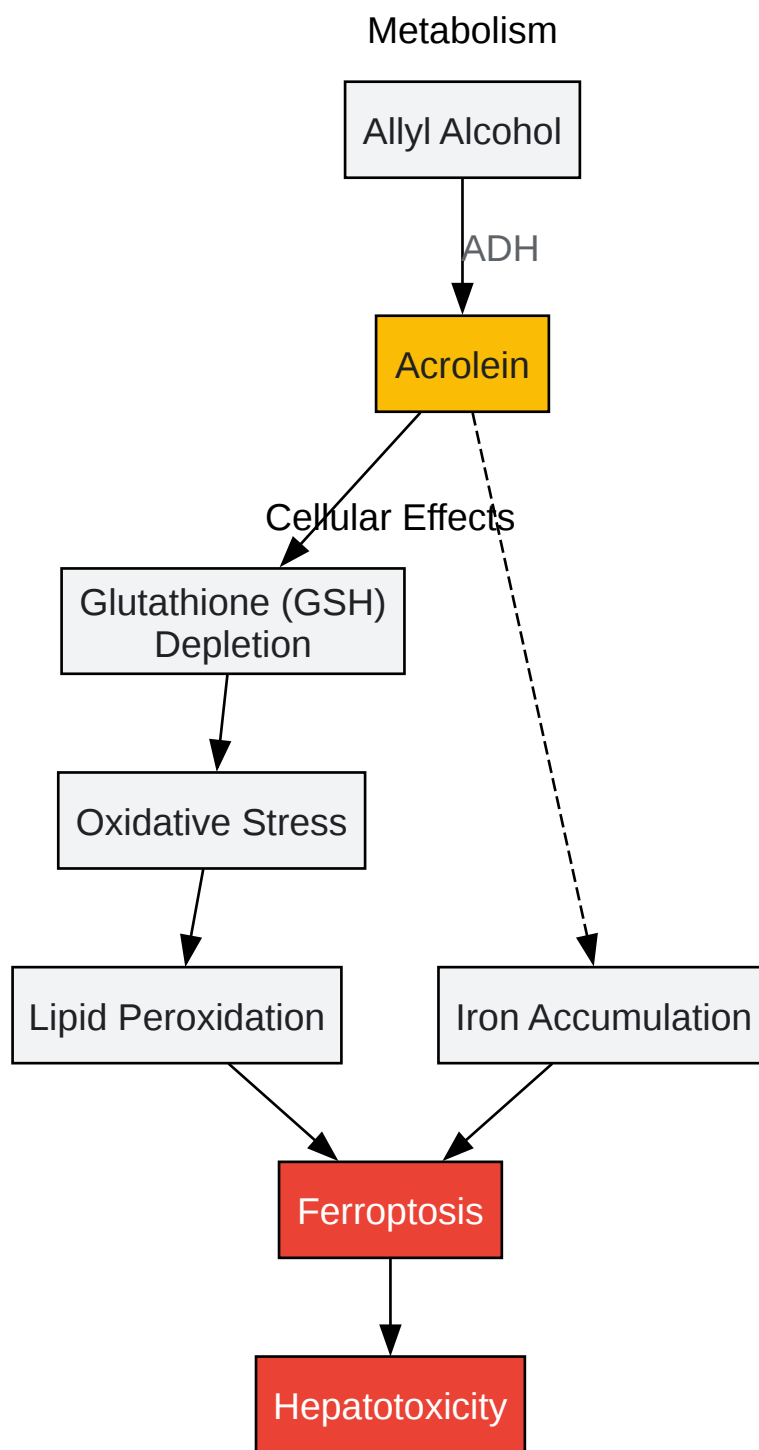 Metabolism
Allyl Alcohol
ADH
Acrolein
Cellular Effects
Glutathione (GSH)
Depletion
Oxidative Stress
Lipid Peroxidation
Iron Accumulation
Ferroptosis
Hepatotoxicity